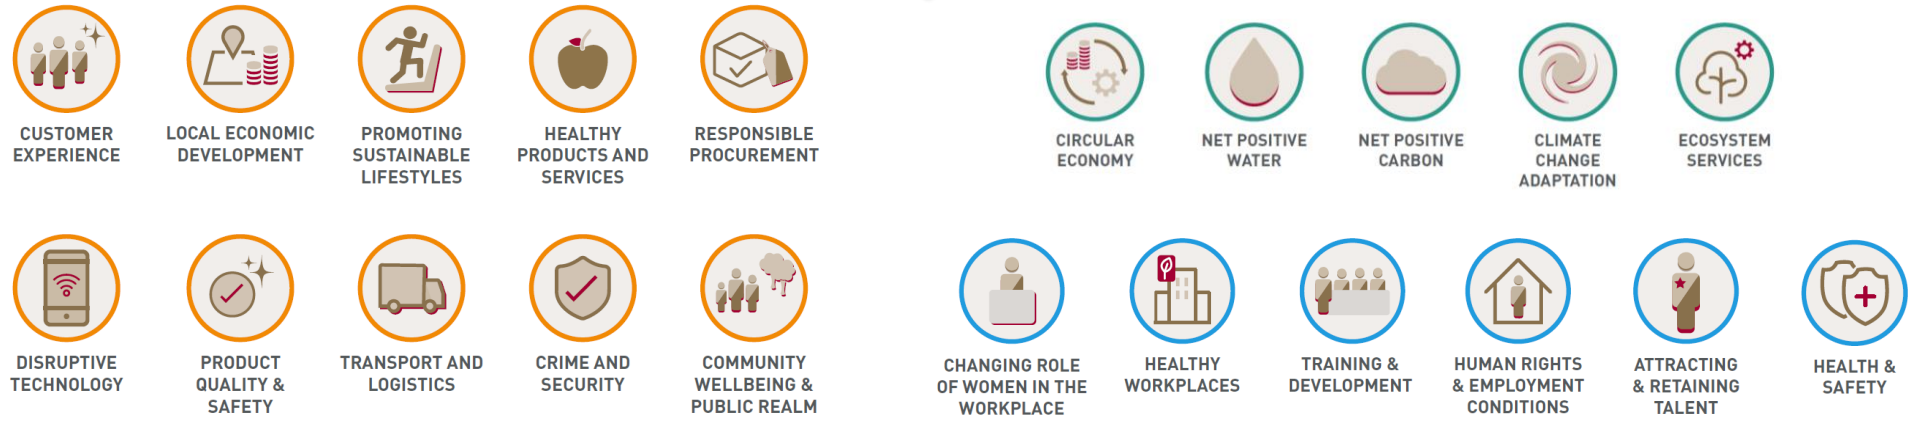 CUSTOMER
EXPERIENCE
LOCAL ECONOMIC
DEVELOPMENT
PROMOTING
SUSTAINABLE
LIFESTYLES
HEALTHY
PRODUCTS AND
SERVICES
RESPONSIBLE
PROCUREMENT
DISRUPTIVE
TECHNOLOGY
PRODUCT
QUALITY &
SAFETY
TRANSPORT AND
LOGISTICS
CRIME AND
SECURITY
COMMUNITY
WELLBEING &
PUBLIC REALM
CIRCULAR
ECONOMY
NET POSITIVE
WATER
NET POSITIVE
CARBON
CLIMATE
CHANGE
ADAPTATION
ECOSYSTEM
SERVICES
CHANGING ROLE
OF WOMEN IN THE
WORKPLACE
HEALTHY
WORKPLACES
TRAINING &
DEVELOPMENT
HUMAN RIGHTS
& EMPLOYMENT
CONDITIONS
ATTRACTING
& RETAINING
TALENT
HEALTH &
SAFETY